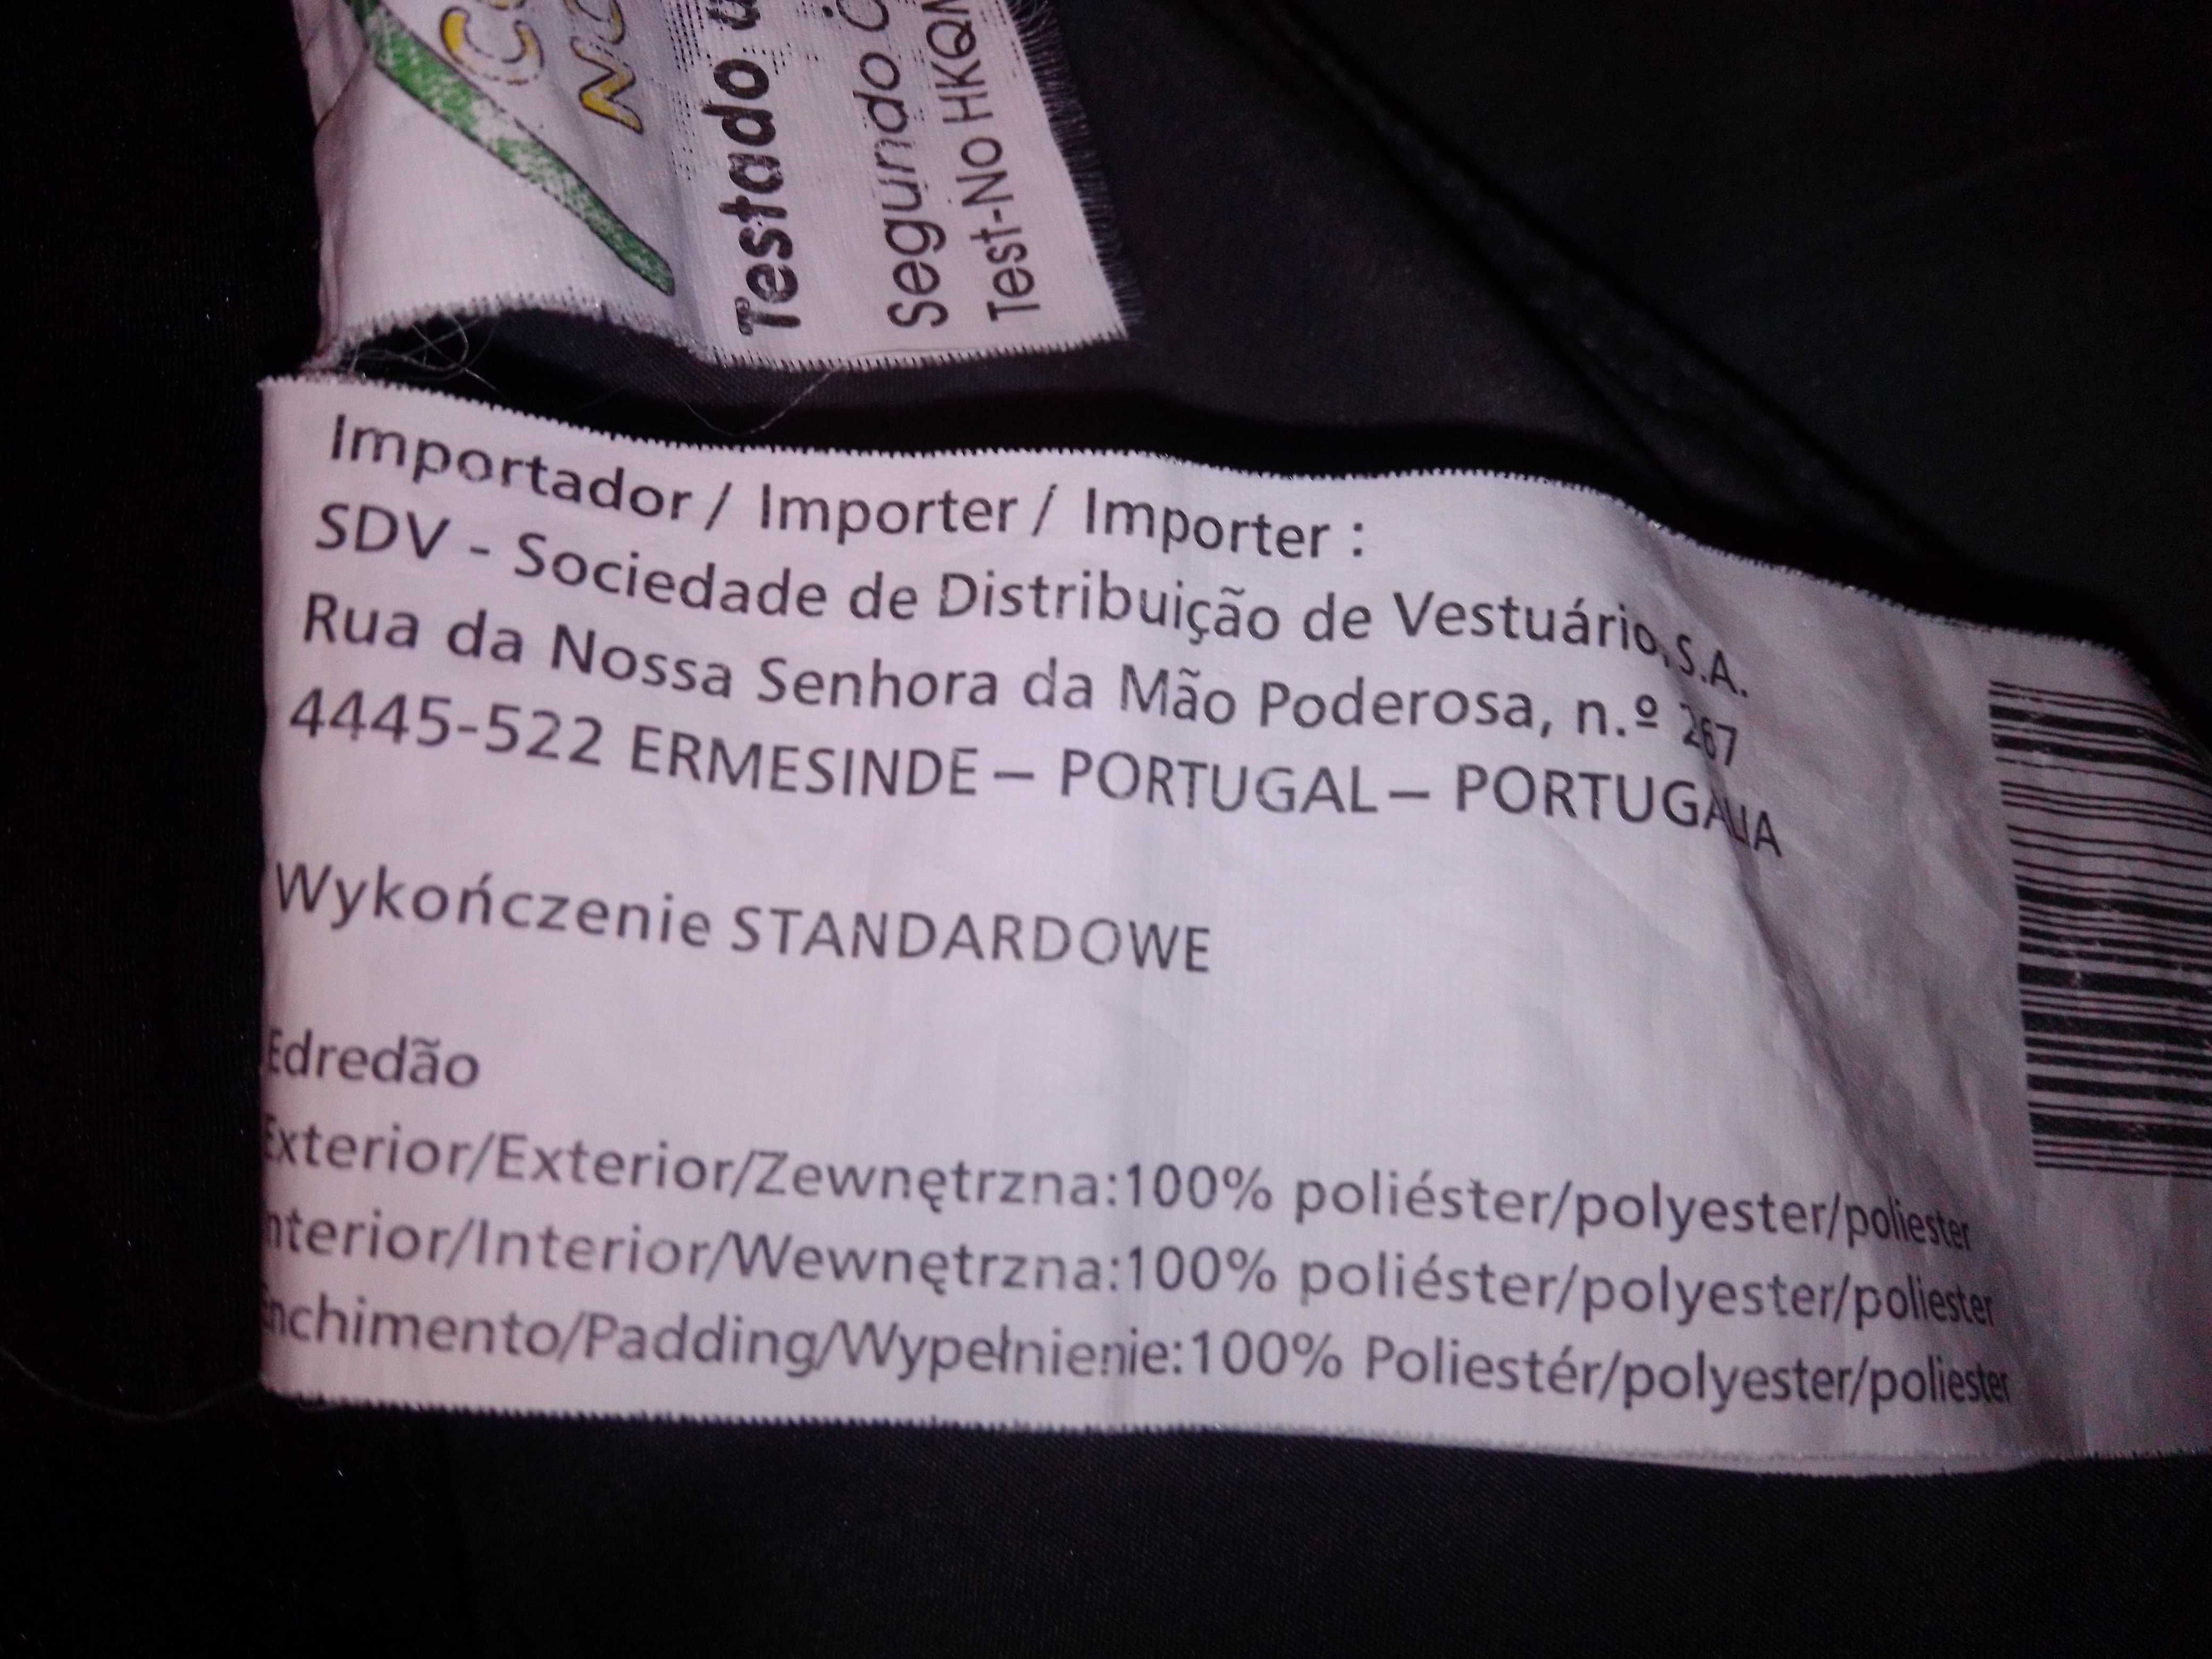 Testado
Segundo
Test-No
Importador / Importer / Importer :
SDV - Sociedade de Distribuição de Vestuário, S.A.
Rua da Nossa Senhora da Mão Poderosa, n.º 267
4445-522 ERMESINDE – PORTUGAL – PORTUGALIA
Wykończenie STANDARDOWE
Edredão
Exterior/Exterior/Zewnętrzna:100% poliéster/polyester/poliester
Interior/Interior/Wewnętrzna:100% poliéster/polyester/poliester
Enchimento/Padding/Wypełnienie:100% Poliestér/polyester/poliester